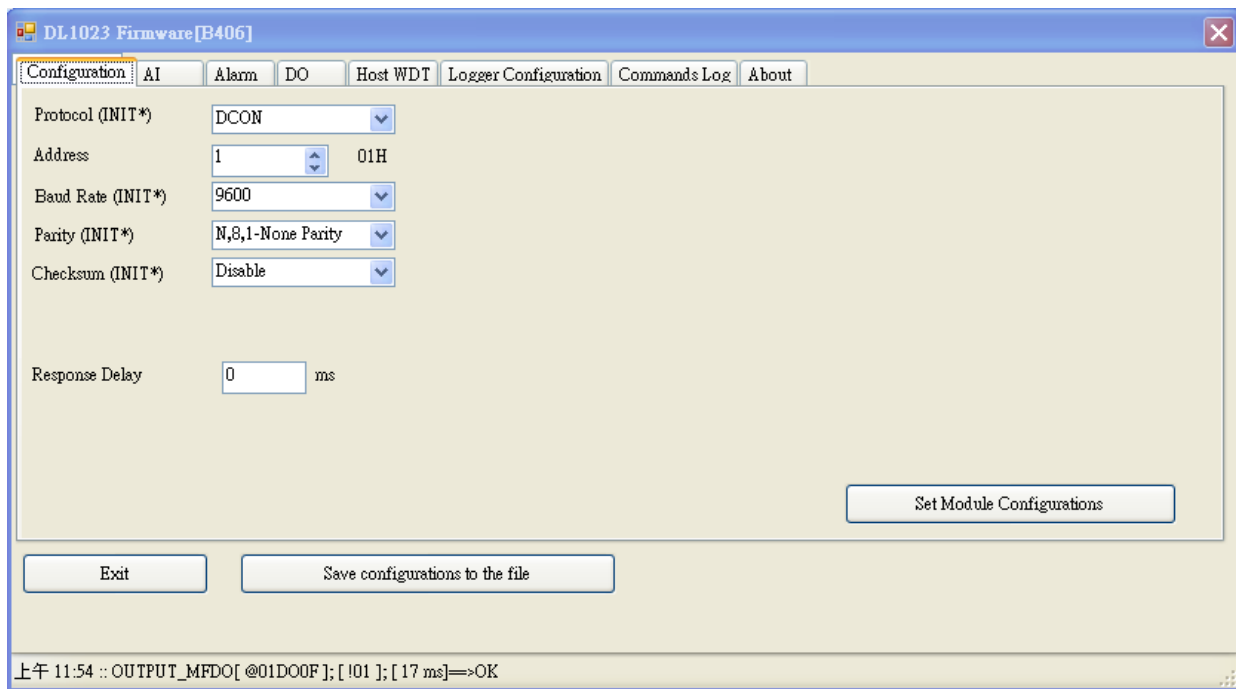 DL1023 Firmware[B406]
Configuration AI Alarm DO Host WDT Logger Configuration Commands Log About
Protocol (INIT*) DCON
Address 1 01H
Baud Rate (INIT*) 9600
Parity (INIT*) N,8,1-None Parity
Checksum (INIT*) Disable
Response Delay 0 ms
Set Module Configurations
Exit Save configurations to the file
上午 11:54 :: OUTPUT_MFDO[ @01DO0F ]; [ !01 ]; [ 17 ms]==>OK